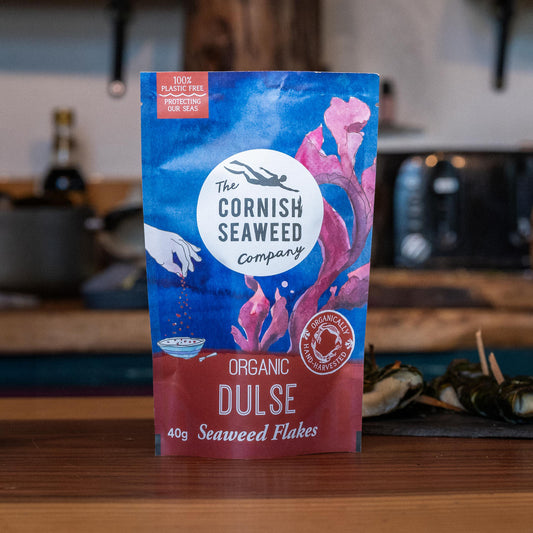 100%
PLASTIC FREE
PROTECTING
OUR SEAS
The
CORNISH
SEAWEED
Company
ORGANICALLY
HAND-HARVESTED
ORGANIC
DULSE
40g Seaweed Flakes